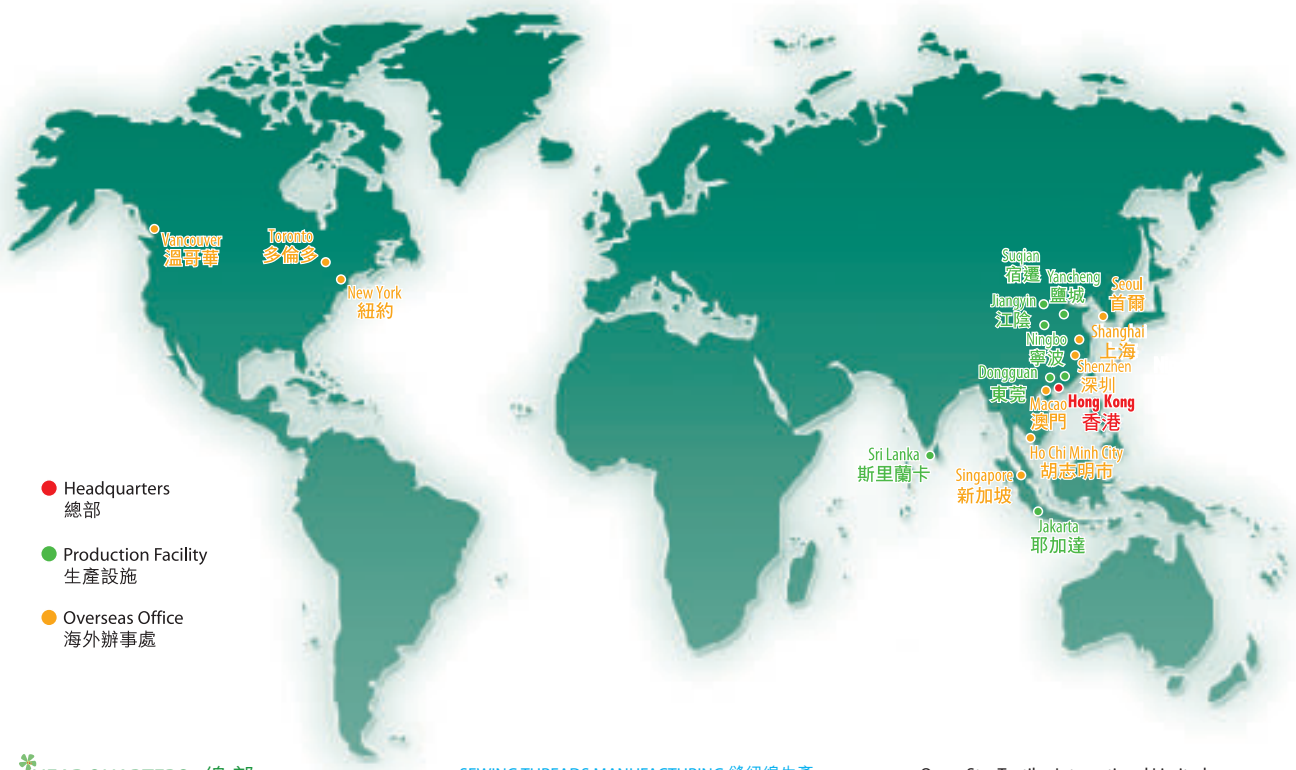 Vancouver
溫哥華
Toronto
多倫多
New York
紐約
Suqian
宿遷
Yancheng
鹽城
Seoul
首爾
Jiangyin
江陰
Shanghai
上海
Ningbo
寧波
Shenzhen
深圳
Dongguan
東莞
Macao
澳門
Hong Kong
香港
Ho Chi Minh City
胡志明市
Sri Lanka
斯里蘭卡
Singapore
新加坡
Jakarta
耶加達
Headquarters
總部
Production Facility
生產設施
Overseas Office
海外辦事處